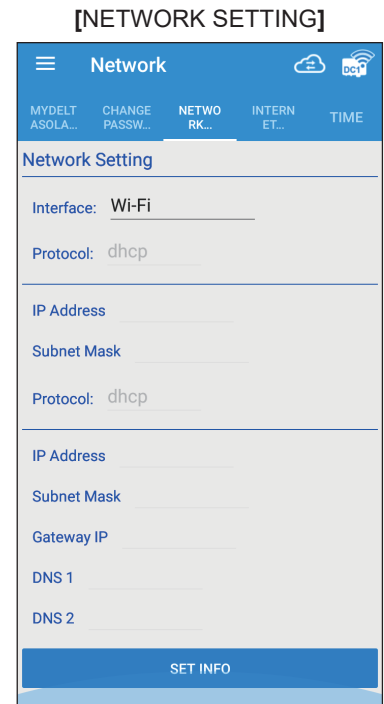 [NETWORK SETTING]
Network
DC1
MYDELT
ASOLA...
CHANGE
PASSW...
NETWO
RK...
INTERN
ET...
TIME
Network Setting
Interface: Wi-Fi
Protocol: dhcp
IP Address
Subnet Mask
Protocol: dhcp
IP Address
Subnet Mask
Gateway IP
DNS 1
DNS 2
SET INFO